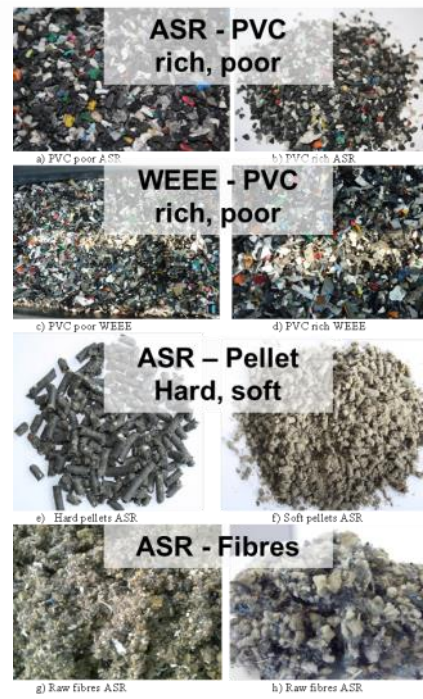 ASR - PVC
rich, poor
a) PVC poor ASR
b) PVC rich ASR
WEEE - PVC
rich, poor
c) PVC poor WEEE
d) PVC rich WEEE
ASR – Pellet
Hard, soft
e) Hard pellets ASR
f) Soft pellets ASR
ASR - Fibres
g) Raw fibres ASR
h) Raw fibres ASR